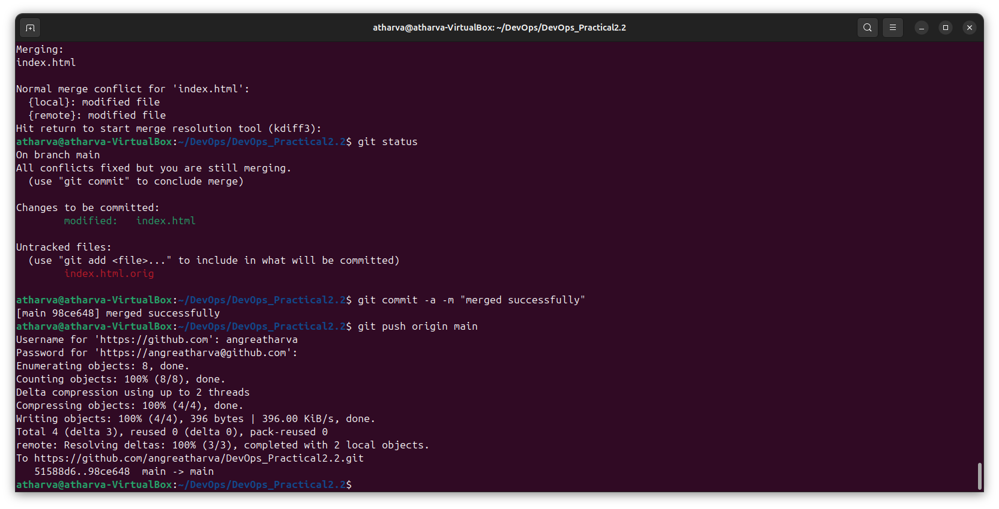 atharva@atharva-VirtualBox: ~/DevOps/DevOps_Practical2.2
Merging:
index.html
Normal merge conflict for 'index.html':
  {local}: modified file
  {remote}: modified file
Hit return to start merge resolution tool (kdiff3):
atharva@atharva-VirtualBox:~/DevOps/DevOps_Practical2.2$ git status
On branch main
All conflicts fixed but you are still merging.
  (use "git commit" to conclude merge)
Changes to be committed:
        modified:   index.html
Untracked files:
  (use "git add <file>..." to include in what will be committed)
        index.html.orig
atharva@atharva-VirtualBox:~/DevOps/DevOps_Practical2.2$ git commit -a -m "merged successfully"
[main 98ce648] merged successfully
atharva@atharva-VirtualBox:~/DevOps/DevOps_Practical2.2$ git push origin main
Username for 'https://github.com': angreatharva
Password for 'https://angreatharva@github.com':
Enumerating objects: 8, done.
Counting objects: 100% (8/8), done.
Delta compression using up to 2 threads
Compressing objects: 100% (4/4), done.
Writing objects: 100% (4/4), 396 bytes | 396.00 KiB/s, done.
Total 4 (delta 3), reused 0 (delta 0), pack-reused 0
remote: Resolving deltas: 100% (3/3), completed with 2 local objects.
To https://github.com/angreatharva/DevOps_Practical2.2.git
   51588d6..98ce648  main -> main
atharva@atharva-VirtualBox:~/DevOps/DevOps_Practical2.2$